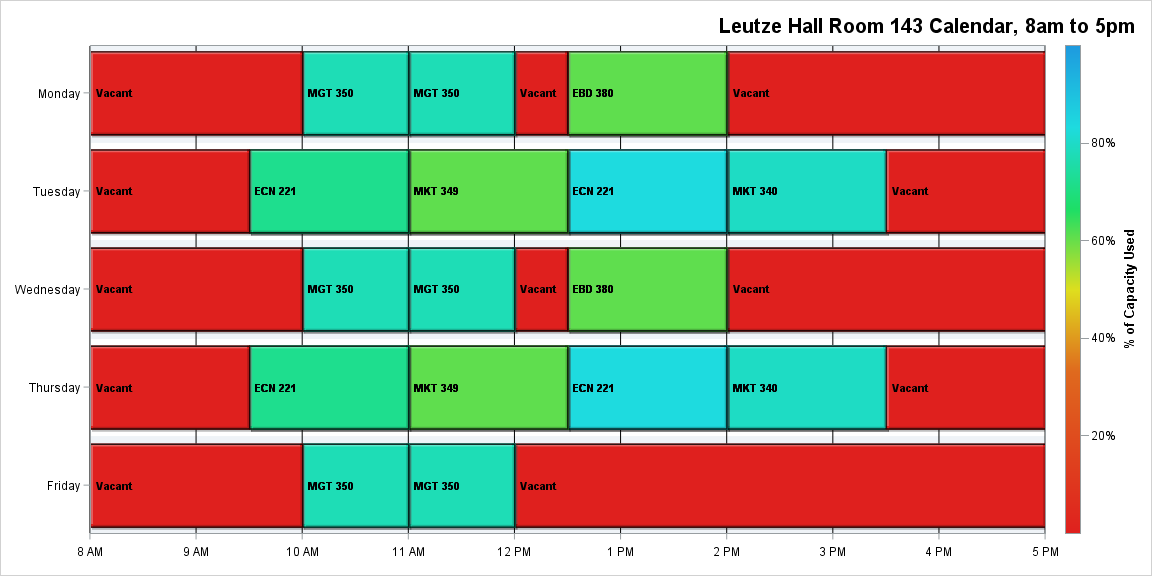 Leutze Hall Room 143 Calendar, 8am to 5pm
Monday
Vacant
MGT 350
MGT 350
Vacant
EBD 380
Vacant
Tuesday
Vacant
ECN 221
MKT 349
ECN 221
MKT 340
Vacant
Wednesday
Vacant
MGT 350
MGT 350
Vacant
EBD 380
Vacant
Thursday
Vacant
ECN 221
MKT 349
ECN 221
MKT 340
Vacant
Friday
Vacant
MGT 350
MGT 350
Vacant
8 AM
9 AM
10 AM
11 AM
12 PM
1 PM
2 PM
3 PM
4 PM
5 PM
80%
60%
40%
20%
% of Capacity Used